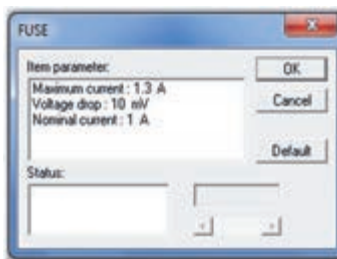 FUSE
Item parameter:
Maximum current : 1.3 A
Voltage drop : 10 mV
Nominal current : 1 A
OK
Cancel
Default
Status: